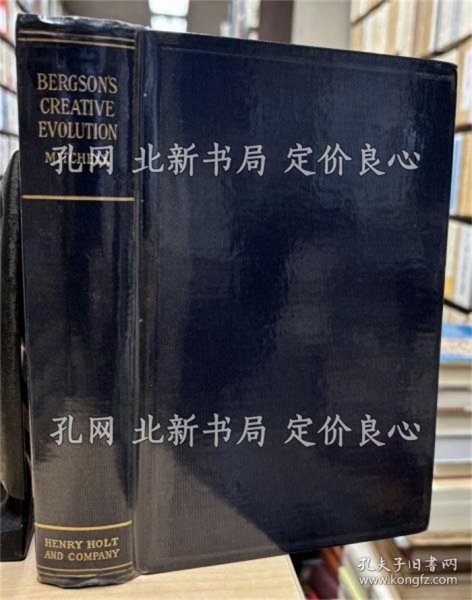 BERGSON'S
CREATIVE
EVOLUTION
MITCHELL
孔网 北新书局 定价良心
孔网 北新书局 定价良心
HENRY HOLT
AND COMPANY
孔夫子旧书网
www.kongfz.com